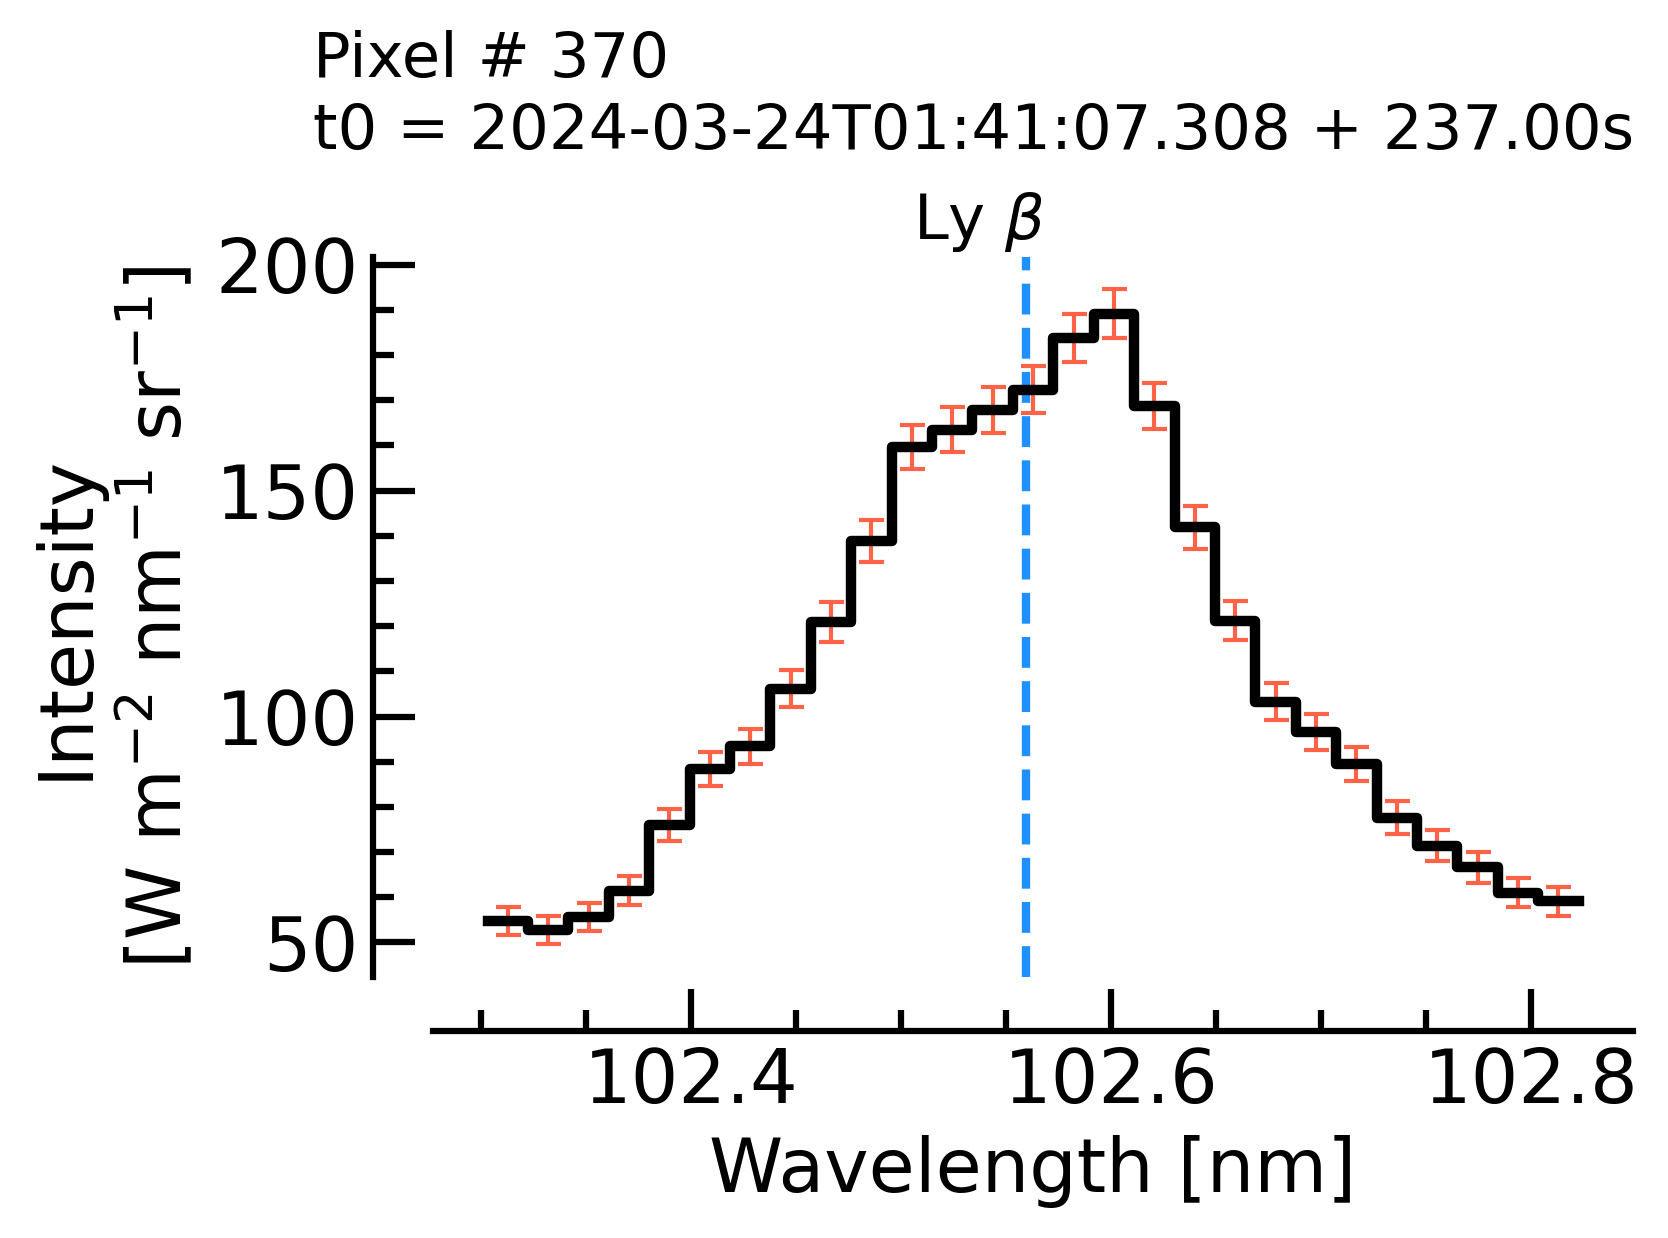 Pixel # 370
t0 = 2024-03-24T01:41:07.308 + 237.00s
Ly β
200
150
100
50
Intensity
[W m⁻² nm⁻¹ sr⁻¹]
102.4 102.6 102.8
Wavelength [nm]